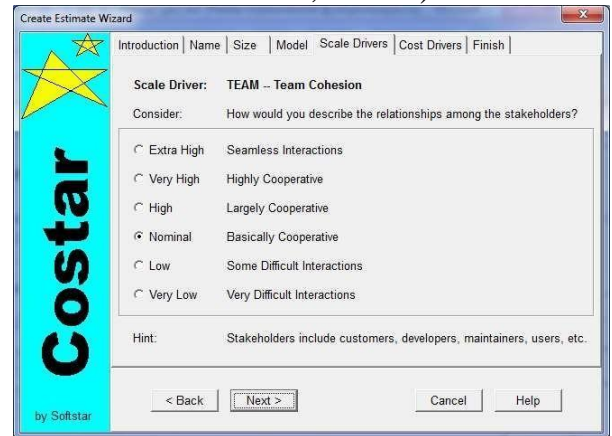 Create Estimate Wizard
Introduction Name Size Model Scale Drivers Cost Drivers Finish
Scale Driver: TEAM -- Team Cohesion
Consider: How would you describe the relationships among the stakeholders?
Extra High Seamless Interactions
Very High Highly Cooperative
High Largely Cooperative
Nominal Basically Cooperative
Low Some Difficult Interactions
Very Low Very Difficult Interactions
Hint: Stakeholders include customers, developers, maintainers, users, etc.
< Back Next > Cancel Help
Costar
by Softstar